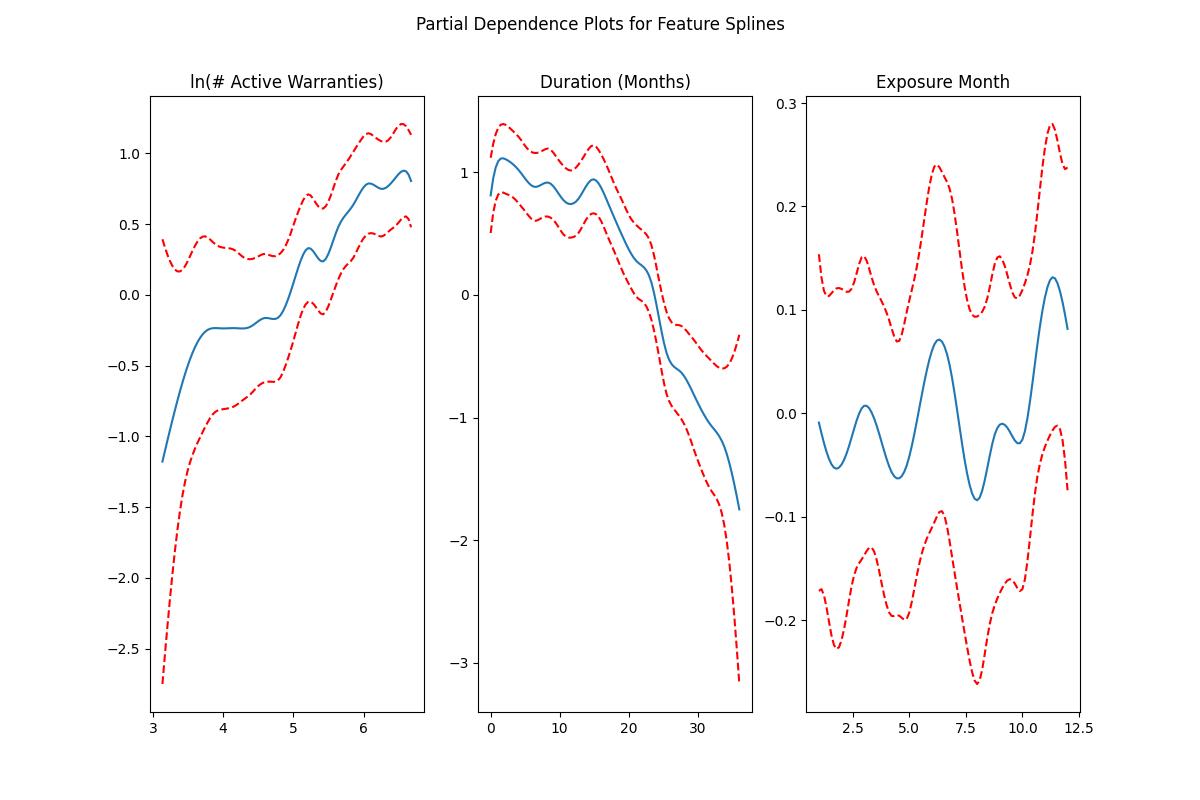 Partial Dependence Plots for Feature Splines
ln(# Active Warranties)
1.0
0.5
0.0
−0.5
−1.0
−1.5
−2.0
−2.5
3 4 5 6
Duration (Months)
1
0
−1
−2
−3
0 10 20 30
Exposure Month
0.3
0.2
0.1
0.0
−0.1
−0.2
2.5 5.0 7.5 10.0 12.5